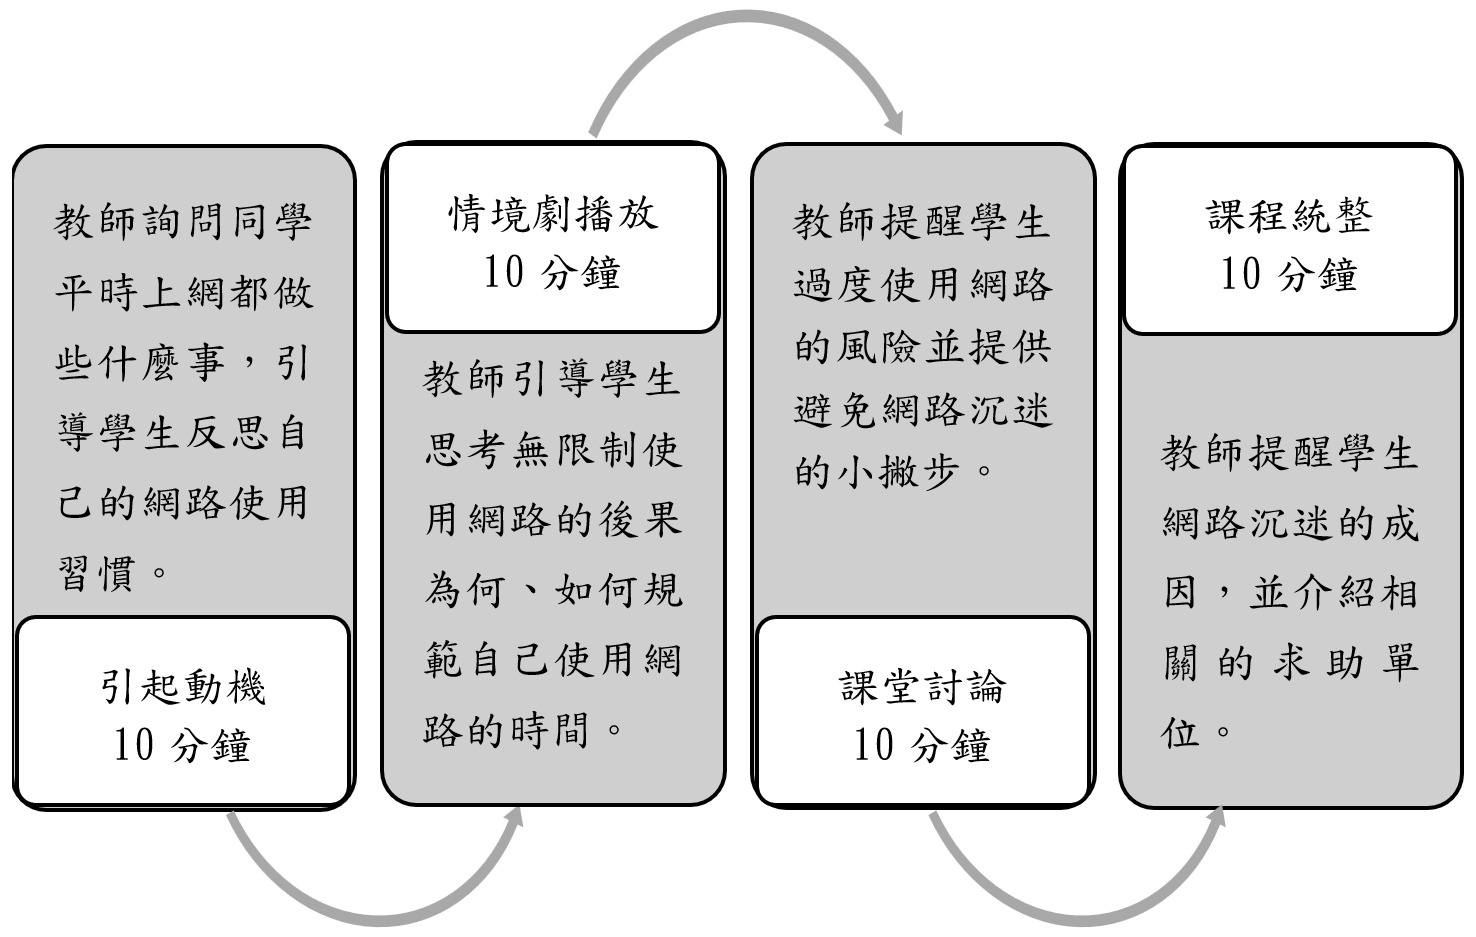 教師詢問同學
平時上網都做
些什麼事，引
導學生反思自
己的網路使用
習慣。
引起動機
10 分鐘
情境劇播放
10 分鐘
教師引導學生
思考無限制使
用網路的後果
為何、如何規
範自己使用網
路的時間。
教師提醒學生
過度使用網路
的風險並提供
避免網路沉迷
的小撇步。
課堂討論
10 分鐘
課程統整
10 分鐘
教師提醒學生
網路沉迷的成
因，並介紹相
關的求助單
位。